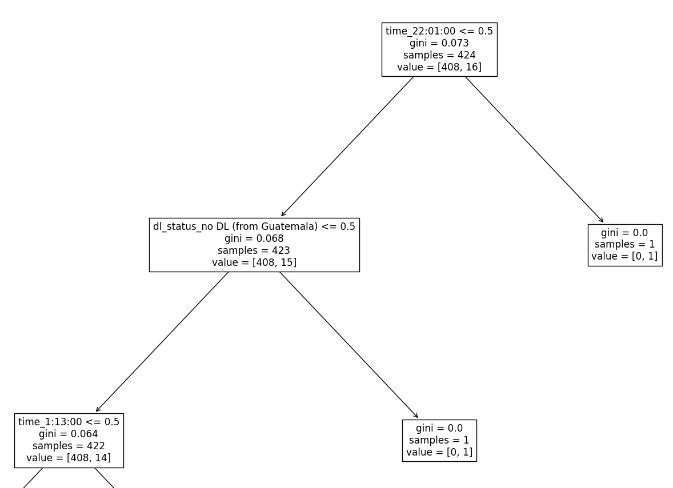 time_22:01:00 <= 0.5
gini = 0.073
samples = 424
value = [408, 16]
dl_status_no DL (from Guatemala) <= 0.5
gini = 0.068
samples = 423
value = [408, 15]
gini = 0.0
samples = 1
value = [0, 1]
time_1:13:00 <= 0.5
gini = 0.064
samples = 422
value = [408, 14]
gini = 0.0
samples = 1
value = [0, 1]